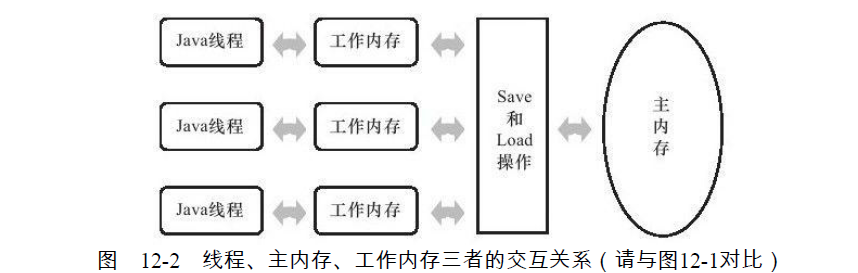 Java线程
工作内存
Java线程
工作内存
Java线程
工作内存
Save
和
Load
操作
主
内
存
图 12-2 线程、主内存、工作内存三者的交互关系（请与图12-1对比）